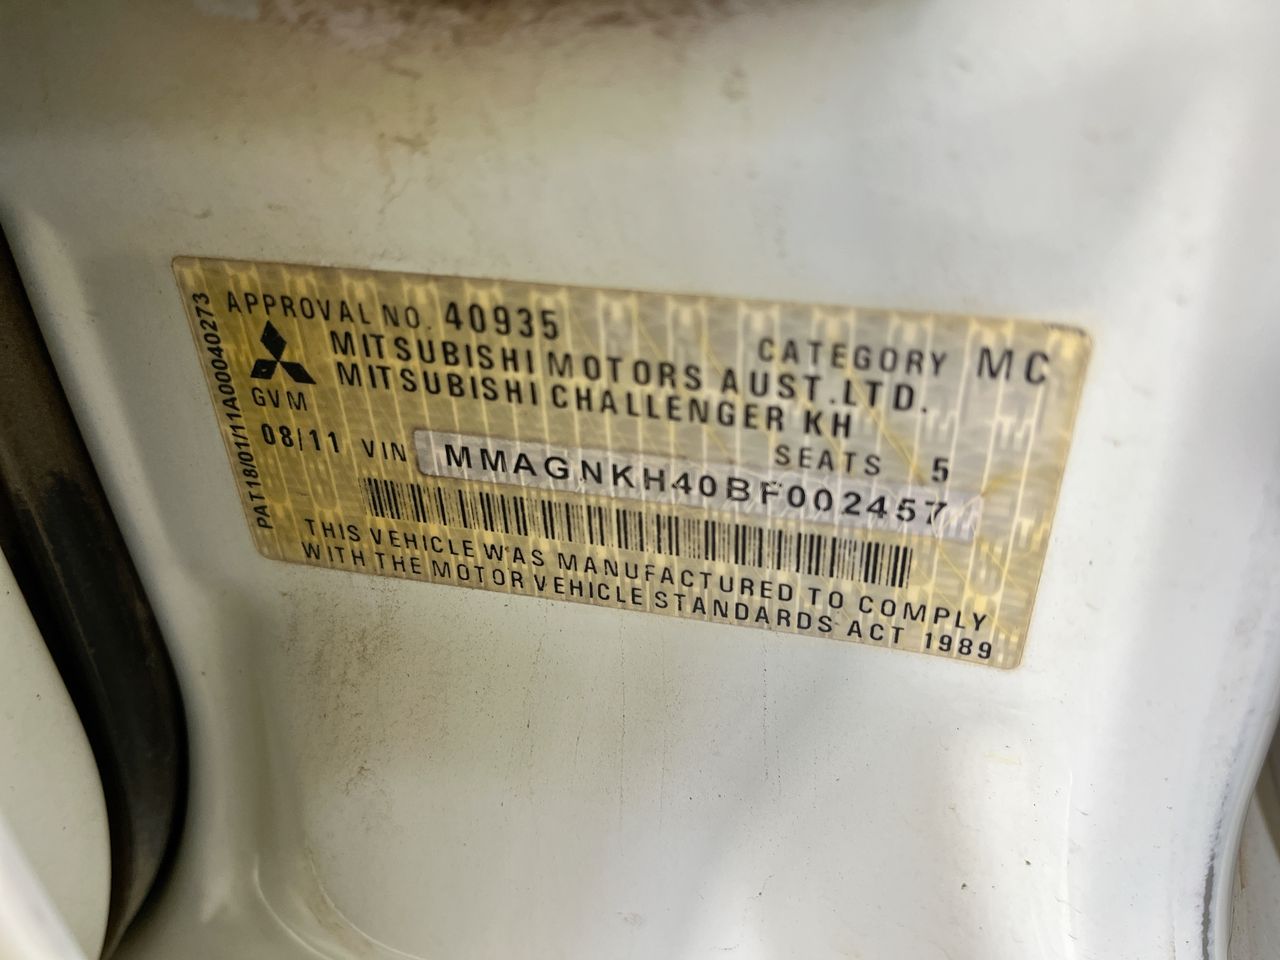 APPROVAL NO. 40935 CATEGORY MC
MITSUBISHI MOTORS AUST.LTD.
MITSUBISHI CHALLENGER KH
GVM SEATS 5
08/11 VIN MMAGNKH40BF002457
THIS VEHICLE WAS MANUFACTURED TO COMPLY
WITH THE MOTOR VEHICLE STANDARDS ACT 1989
PAT18/01/11A000040273